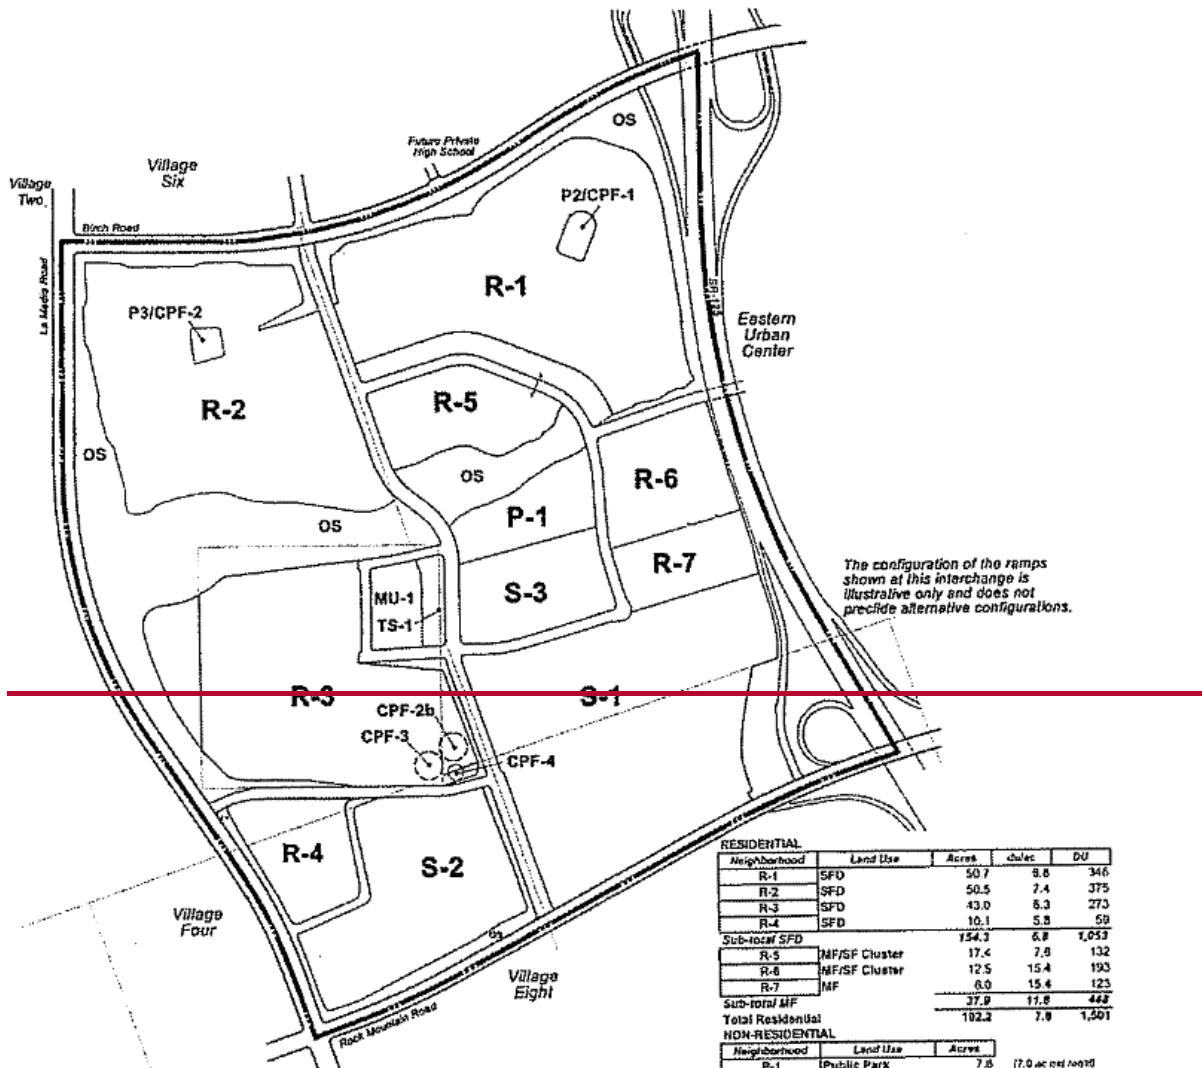 OS
Future Private
High School
Village
Six
Village
Two
P2/CPF-1
Birch Road
La Media Road
R-1
SR-125
P3/CPF-2
Eastern
Urban
Center
R-2
R-5
OS
OS
R-6
P-1
OS
R-7
The configuration of the ramps
shown at this interchange is
illustrative only and does not
preclude alternative configurations.
MU-1
S-3
TS-1
R-3
S-1
CPF-2b
CPF-3
CPF-4
R-4
S-2
Village
Four
OS
Village
Eight
Rock Mountain Road
RESIDENTIAL
Neighborhood Land Use Acres du/ac DU
R-1 SFD 50.7 6.8 346
R-2 SFD 50.5 7.4 375
R-3 SFD 43.0 6.3 273
R-4 SFD 10.1 5.8 59
Sub-total SFD 154.3 6.8 1,053
R-5 MF/SF Cluster 17.4 7.6 132
R-6 MF/SF Cluster 12.5 15.4 193
R-7 MF 8.0 15.4 123
Sub-total MF 37.9 11.8 448
Total Residential 192.2 7.8 1,501
NON-RESIDENTIAL
Neighborhood Land Use Acres
P-1 Public Park 7.6